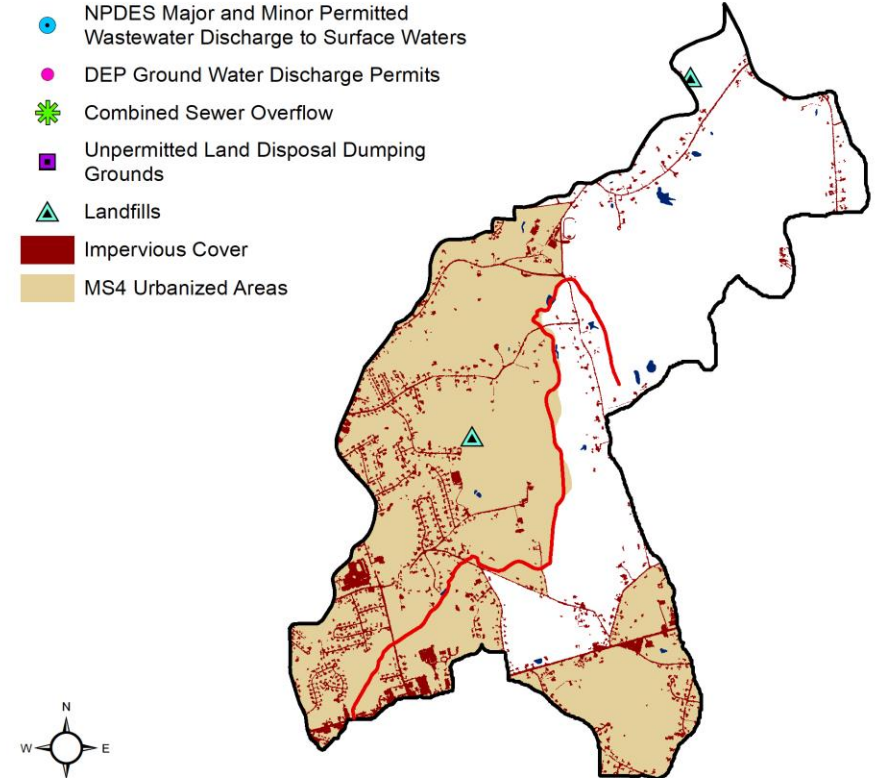 NPDES Major and Minor Permitted
Wastewater Discharge to Surface Waters
DEP Ground Water Discharge Permits
Combined Sewer Overflow
Unpermitted Land Disposal Dumping
Grounds
Landfills
Impervious Cover
MS4 Urbanized Areas
N
W E
S